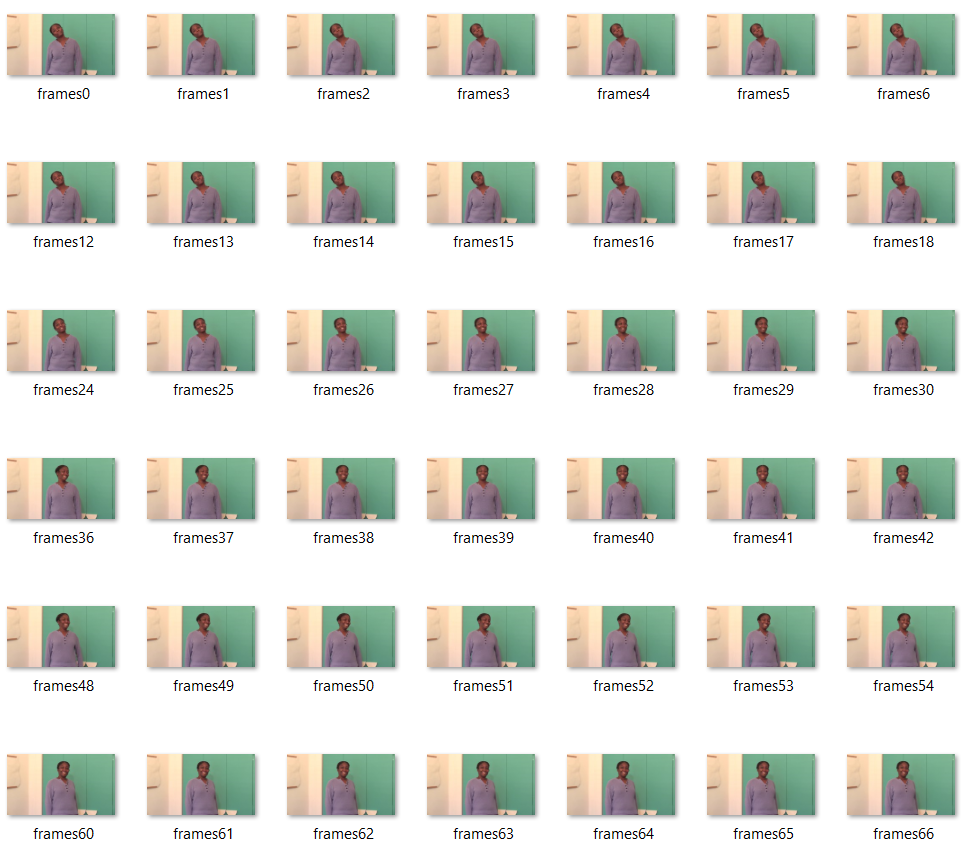 frames0 frames1 frames2 frames3 frames4 frames5 frames6
frames12 frames13 frames14 frames15 frames16 frames17 frames18
frames24 frames25 frames26 frames27 frames28 frames29 frames30
frames36 frames37 frames38 frames39 frames40 frames41 frames42
frames48 frames49 frames50 frames51 frames52 frames53 frames54
frames60 frames61 frames62 frames63 frames64 frames65 frames66